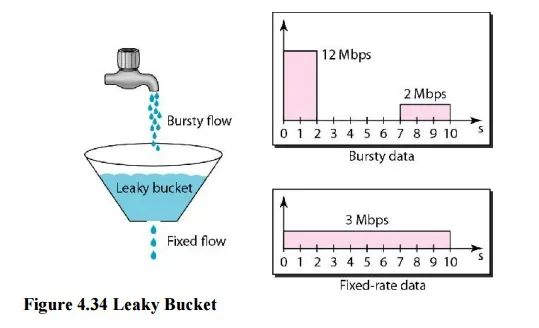 Bursty flow
Leaky bucket
Fixed flow
12 Mbps
2 Mbps
0 1 2 3 4 5 6 7 8 9 10 s
Bursty data
3 Mbps
0 1 2 3 4 5 6 7 8 9 10 s
Fixed-rate data
Figure 4.34 Leaky Bucket